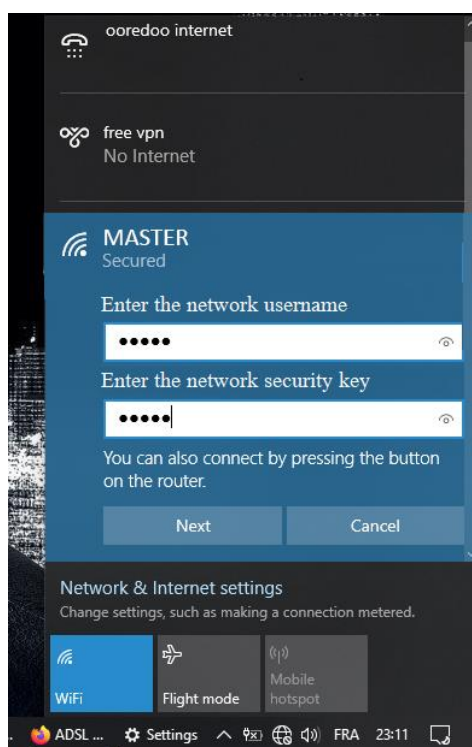 ooredoo internet
free vpn
No Internet
MASTER
Secured
Enter the network username
•••••
Enter the network security key
•••••
You can also connect by pressing the button
on the router.
Next Cancel
Network & Internet settings
Change settings, such as making a connection metered.
WiFi
Flight mode
Mobile
hotspot
ADSL ... Settings FRA 23:11